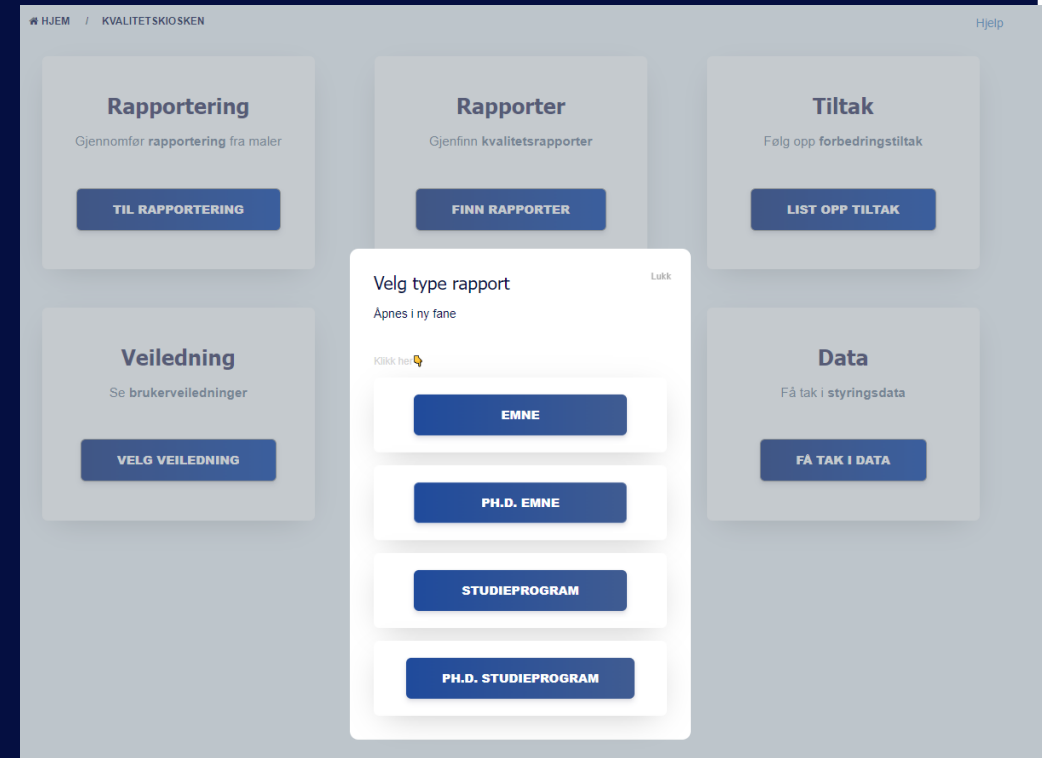 HJEM / KVALITETSKIOSKEN
Hjelp
Rapportering
Gjennomfør rapportering fra maler
TIL RAPPORTERING
Rapporter
Gjenfinn kvalitetsrapporter
FINN RAPPORTER
Tiltak
Følg opp forbedringstiltak
LIST OPP TILTAK
Veiledning
Se brukerveiledninger
VELG VEILEDNING
Velg type rapport
Lukk
Åpnes i ny fane
Klikk her
EMNE
PH.D. EMNE
STUDIEPROGRAM
PH.D. STUDIEPROGRAM
Data
Få tak i styringsdata
FÅ TAK I DATA